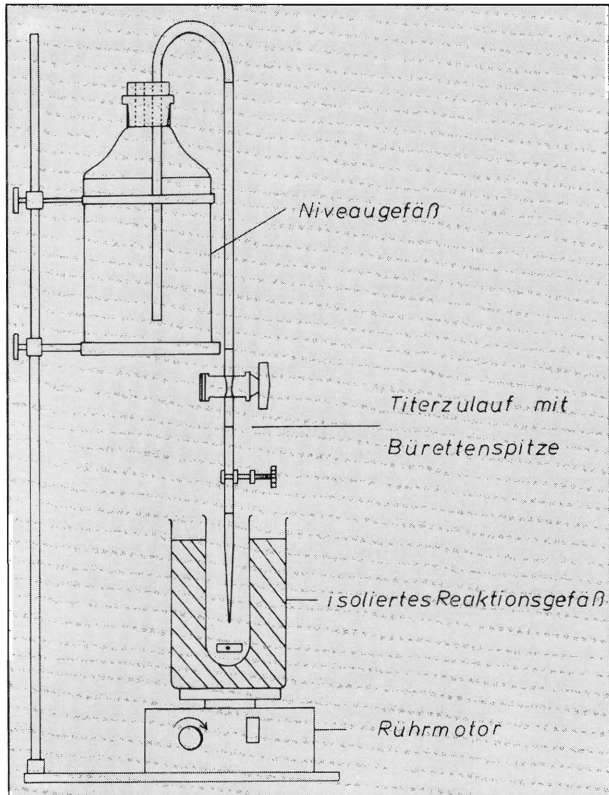 Niveaugefäß
Titerzulauf mit
Bürettenspitze
isoliertes Reaktionsgefäß
Rührmotor